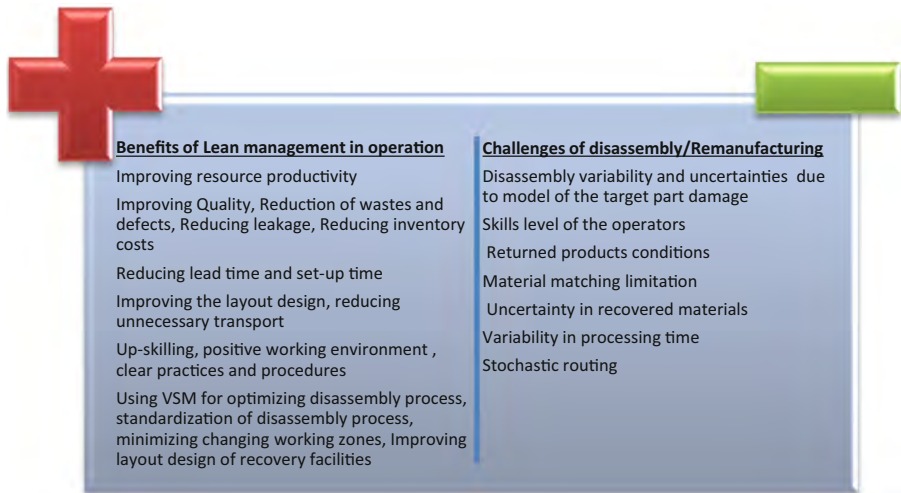 Benefits of Lean management in operation
Improving resource productivity
Improving Quality, Reduction of wastes and
defects, Reducing leakage, Reducing inventory
costs
Reducing lead time and set-up time
Improving the layout design, reducing
unnecessary transport
Up-skilling, positive working environment ,
clear practices and procedures
Using VSM for optimizing disassembly process,
standardization of disassembly process,
minimizing changing working zones, Improving
layout design of recovery facilities
Challenges of disassembly/Remanufacturing
Disassembly variability and uncertainties due
to model of the target part damage
Skills level of the operators
Returned products conditions
Material matching limitation
Uncertainty in recovered materials
Variability in processing time
Stochastic routing